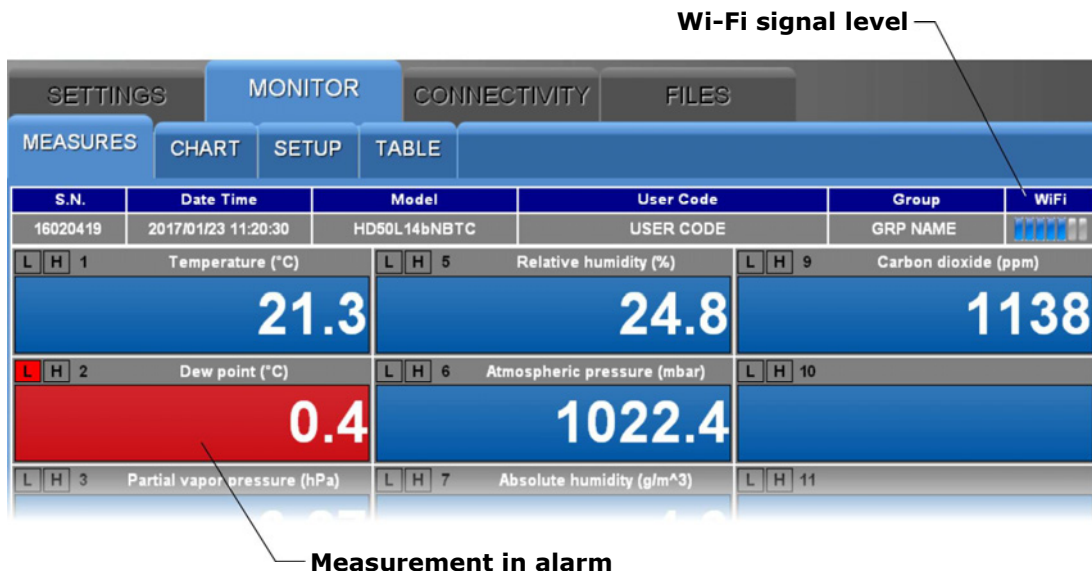 Wi-Fi signal level
SETTINGS MONITOR CONNECTIVITY FILES
MEASURES CHART SETUP TABLE
S.N. Date Time Model User Code Group WiFi
16020419 2017/01/23 11:20:30 HD50L14bNBTC USER CODE GRP NAME
L H 1 Temperature (°C) L H 5 Relative humidity (%) L H 9 Carbon dioxide (ppm)
21.3 24.8 1138
L H 2 Dew point (°C) L H 6 Atmospheric pressure (mbar) L H 10
0.4 1022.4
L H 3 Partial vapor pressure (hPa) L H 7 Absolute humidity (g/m^3) L H 11
Measurement in alarm